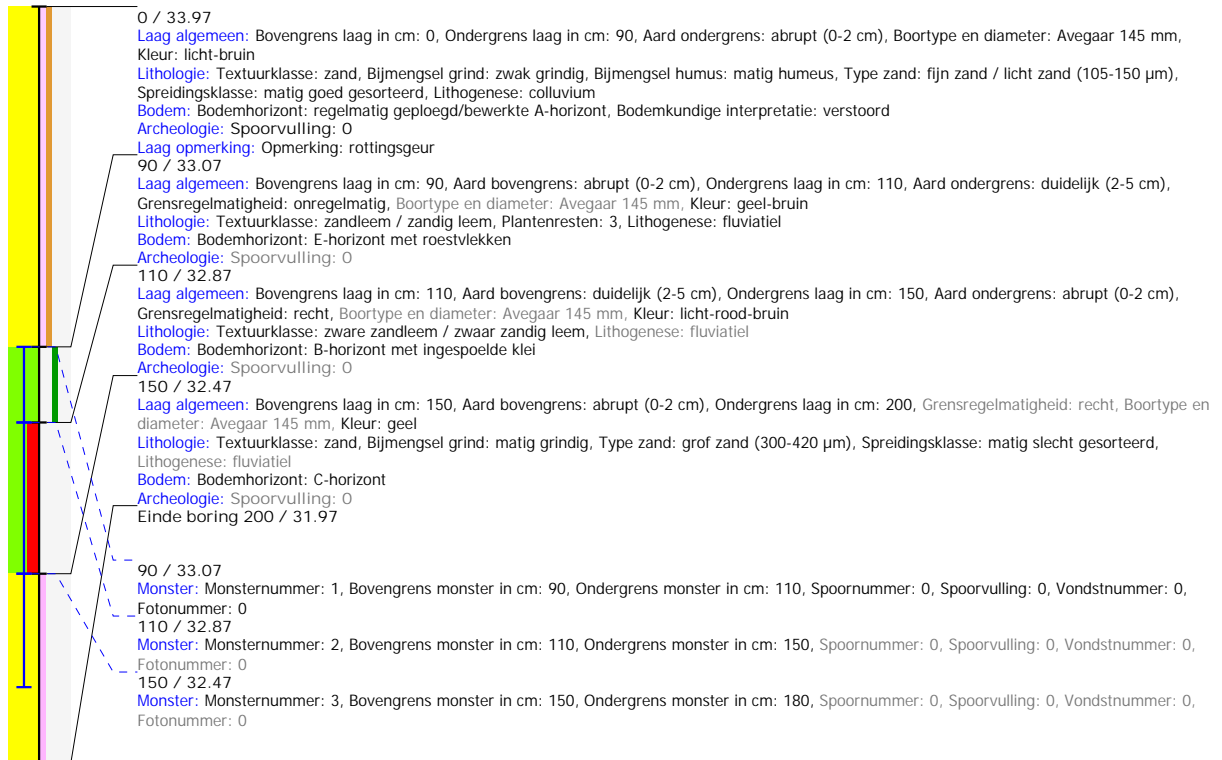 0 / 33.97
Laag algemeen: Bovengrens laag in cm: 0, Ondergrens laag in cm: 90, Aard ondergrens: abrupt (0-2 cm), Boortype en diameter: Avegaar 145 mm,
Kleur: licht-bruin
Lithologie: Textuurklasse: zand, Bijmengsel grind: zwak grindig, Bijmengsel humus: matig humeus, Type zand: fijn zand / licht zand (105-150 µm),
Spreidingsklasse: matig goed gesorteerd, Lithogenese: colluvium
Bodem: Bodemhorizont: regelmatig geploegd/bewerkte A-horizont, Bodemkundige interpretatie: verstoord
Archeologie: Spoorvulling: 0
Laag opmerking: Opmerking: rottingsgeur
90 / 33.07
Laag algemeen: Bovengrens laag in cm: 90, Aard bovengrens: abrupt (0-2 cm), Ondergrens laag in cm: 110, Aard ondergrens: duidelijk (2-5 cm),
Grensregelmatigheid: onregelmatig, Boortype en diameter: Avegaar 145 mm, Kleur: geel-bruin
Lithologie: Textuurklasse: zandleem / zandig leem, Plantenresten: 3, Lithogenese: fluviatiel
Bodem: Bodemhorizont: E-horizont met roestvlekken
Archeologie: Spoorvulling: 0
110 / 32.87
Laag algemeen: Bovengrens laag in cm: 110, Aard bovengrens: duidelijk (2-5 cm), Ondergrens laag in cm: 150, Aard ondergrens: abrupt (0-2 cm),
Grensregelmatigheid: recht, Boortype en diameter: Avegaar 145 mm, Kleur: licht-rood-bruin
Lithologie: Textuurklasse: zware zandleem / zwaar zandig leem, Lithogenese: fluviatiel
Bodem: Bodemhorizont: B-horizont met ingespoelde klei
Archeologie: Spoorvulling: 0
150 / 32.47
Laag algemeen: Bovengrens laag in cm: 150, Aard bovengrens: abrupt (0-2 cm), Ondergrens laag in cm: 200, Grensregelmatigheid: recht, Boortype en
diameter: Avegaar 145 mm, Kleur: geel
Lithologie: Textuurklasse: zand, Bijmengsel grind: matig grindig, Type zand: grof zand (300-420 µm), Spreidingsklasse: matig slecht gesorteerd,
Lithogenese: fluviatiel
Bodem: Bodemhorizont: C-horizont
Archeologie: Spoorvulling: 0
Einde boring 200 / 31.97
90 / 33.07
Monster: Monsternummer: 1, Bovengrens monster in cm: 90, Ondergrens monster in cm: 110, Spoornummer: 0, Spoorvulling: 0, Vondstnummer: 0,
Fotonummer: 0
110 / 32.87
Monster: Monsternummer: 2, Bovengrens monster in cm: 110, Ondergrens monster in cm: 150, Spoornummer: 0, Spoorvulling: 0, Vondstnummer: 0,
Fotonummer: 0
150 / 32.47
Monster: Monsternummer: 3, Bovengrens monster in cm: 150, Ondergrens monster in cm: 180, Spoornummer: 0, Spoorvulling: 0, Vondstnummer: 0,
Fotonummer: 0